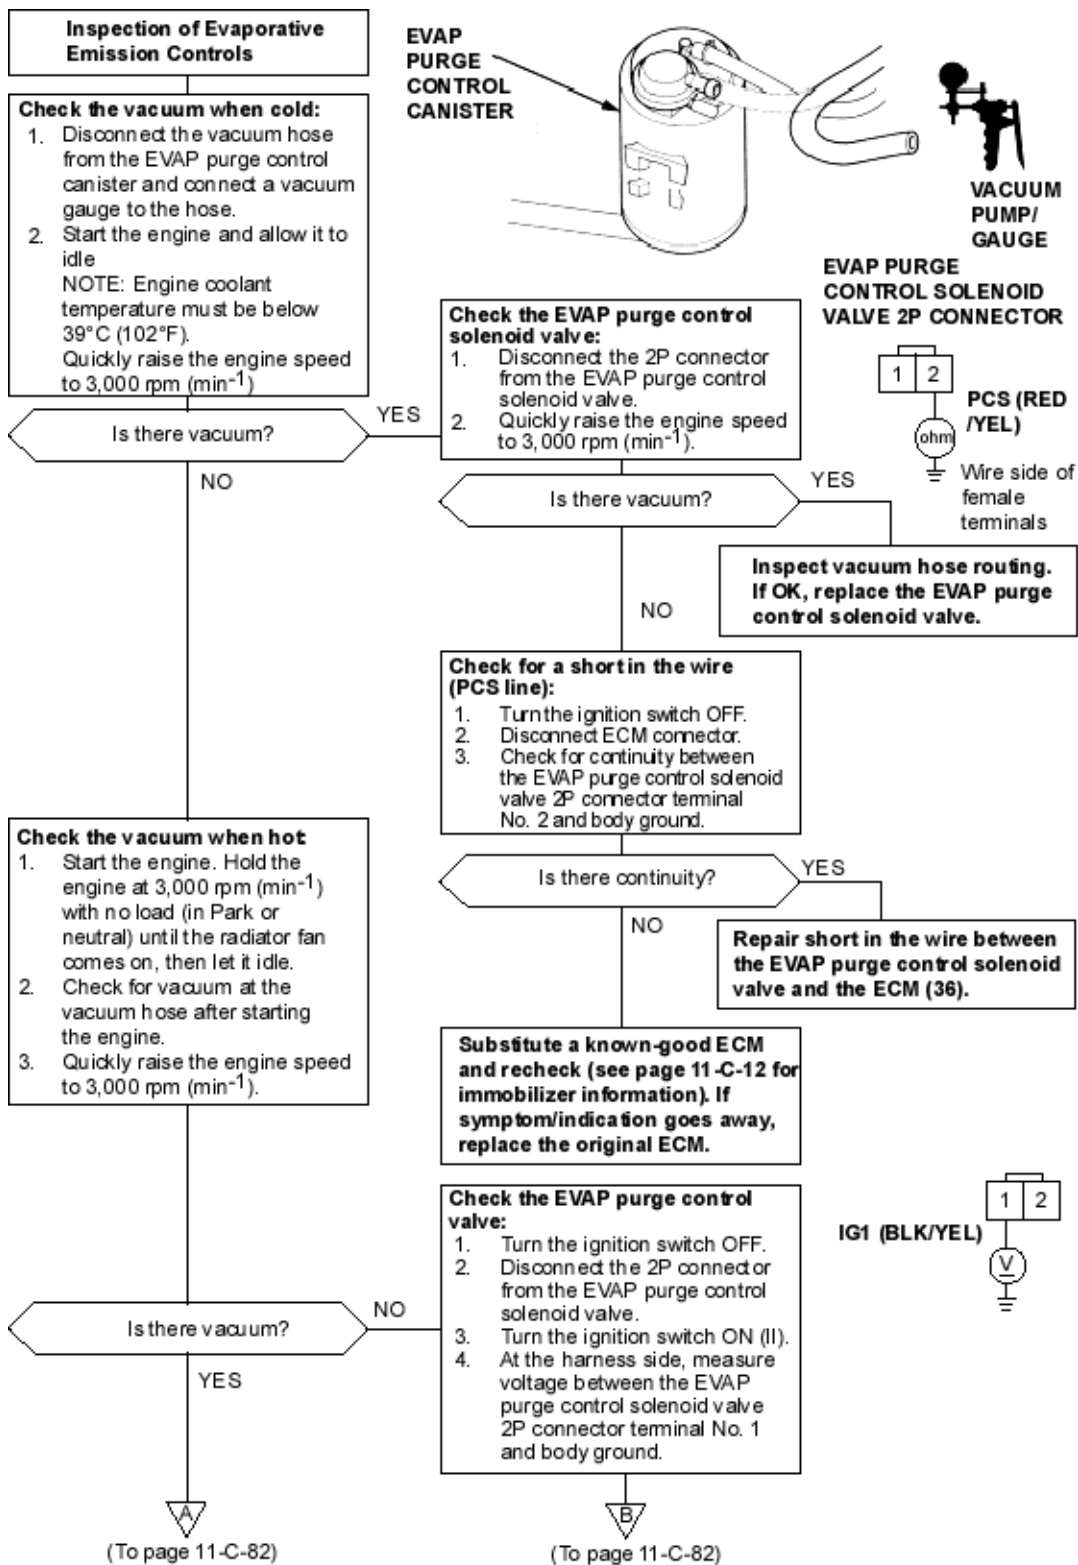 Inspection of Evaporative
Emission Controls
EVAP
PURGE
CONTROL
CANISTER
VACUUM
PUMP/
GAUGE
Check the vacuum when cold:
1. Disconnect the vacuum hose
from the EVAP purge control
canister and connect a vacuum
gauge to the hose.
2. Start the engine and allow it to
idle
NOTE: Engine coolant
temperature must be below
39°C (102°F).
Quickly raise the engine speed
to 3,000 rpm (min-1)
Is there vacuum?
YES
NO
Check the EVAP purge control
solenoid valve:
1. Disconnect the 2P connector
from the EVAP purge control
solenoid valve.
2. Quickly raise the engine speed
to 3,000 rpm (min-1).
EVAP PURGE
CONTROL SOLENOID
VALVE 2P CONNECTOR
1 2
PCS (RED
/YEL)
ohm
Wire side of
female
terminals
Is there vacuum?
YES
NO
Inspect vacuum hose routing.
If OK, replace the EVAP purge
control solenoid valve.
Check for a short in the wire
(PCS line):
1. Turn the ignition switch OFF.
2. Disconnect ECM connector.
3. Check for continuity between
the EVAP purge control solenoid
valve 2P connector terminal
No. 2 and body ground.
Is there continuity?
YES
NO
Repair short in the wire between
the EVAP purge control solenoid
valve and the ECM (36).
Substitute a known-good ECM
and recheck (see page 11-C-12 for
immobilizer information). If
symptom/indication goes away,
replace the original ECM.
Check the vacuum when hot
1. Start the engine. Hold the
engine at 3,000 rpm (min-1)
with no load (in Park or
neutral) until the radiator fan
comes on, then let it idle.
2. Check for vacuum at the
vacuum hose after starting
the engine.
3. Quickly raise the engine speed
to 3,000 rpm (min-1).
Is there vacuum?
NO
YES
Check the EVAP purge control
valve:
1. Turn the ignition switch OFF.
2. Disconnect the 2P connector
from the EVAP purge control
solenoid valve.
3. Turn the ignition switch ON (II).
4. At the harness side, measure
voltage between the EVAP
purge control solenoid valve
2P connector terminal No. 1
and body ground.
1 2
IG1 (BLK/YEL)
V
A
(To page 11-C-82)
B
(To page 11-C-82)